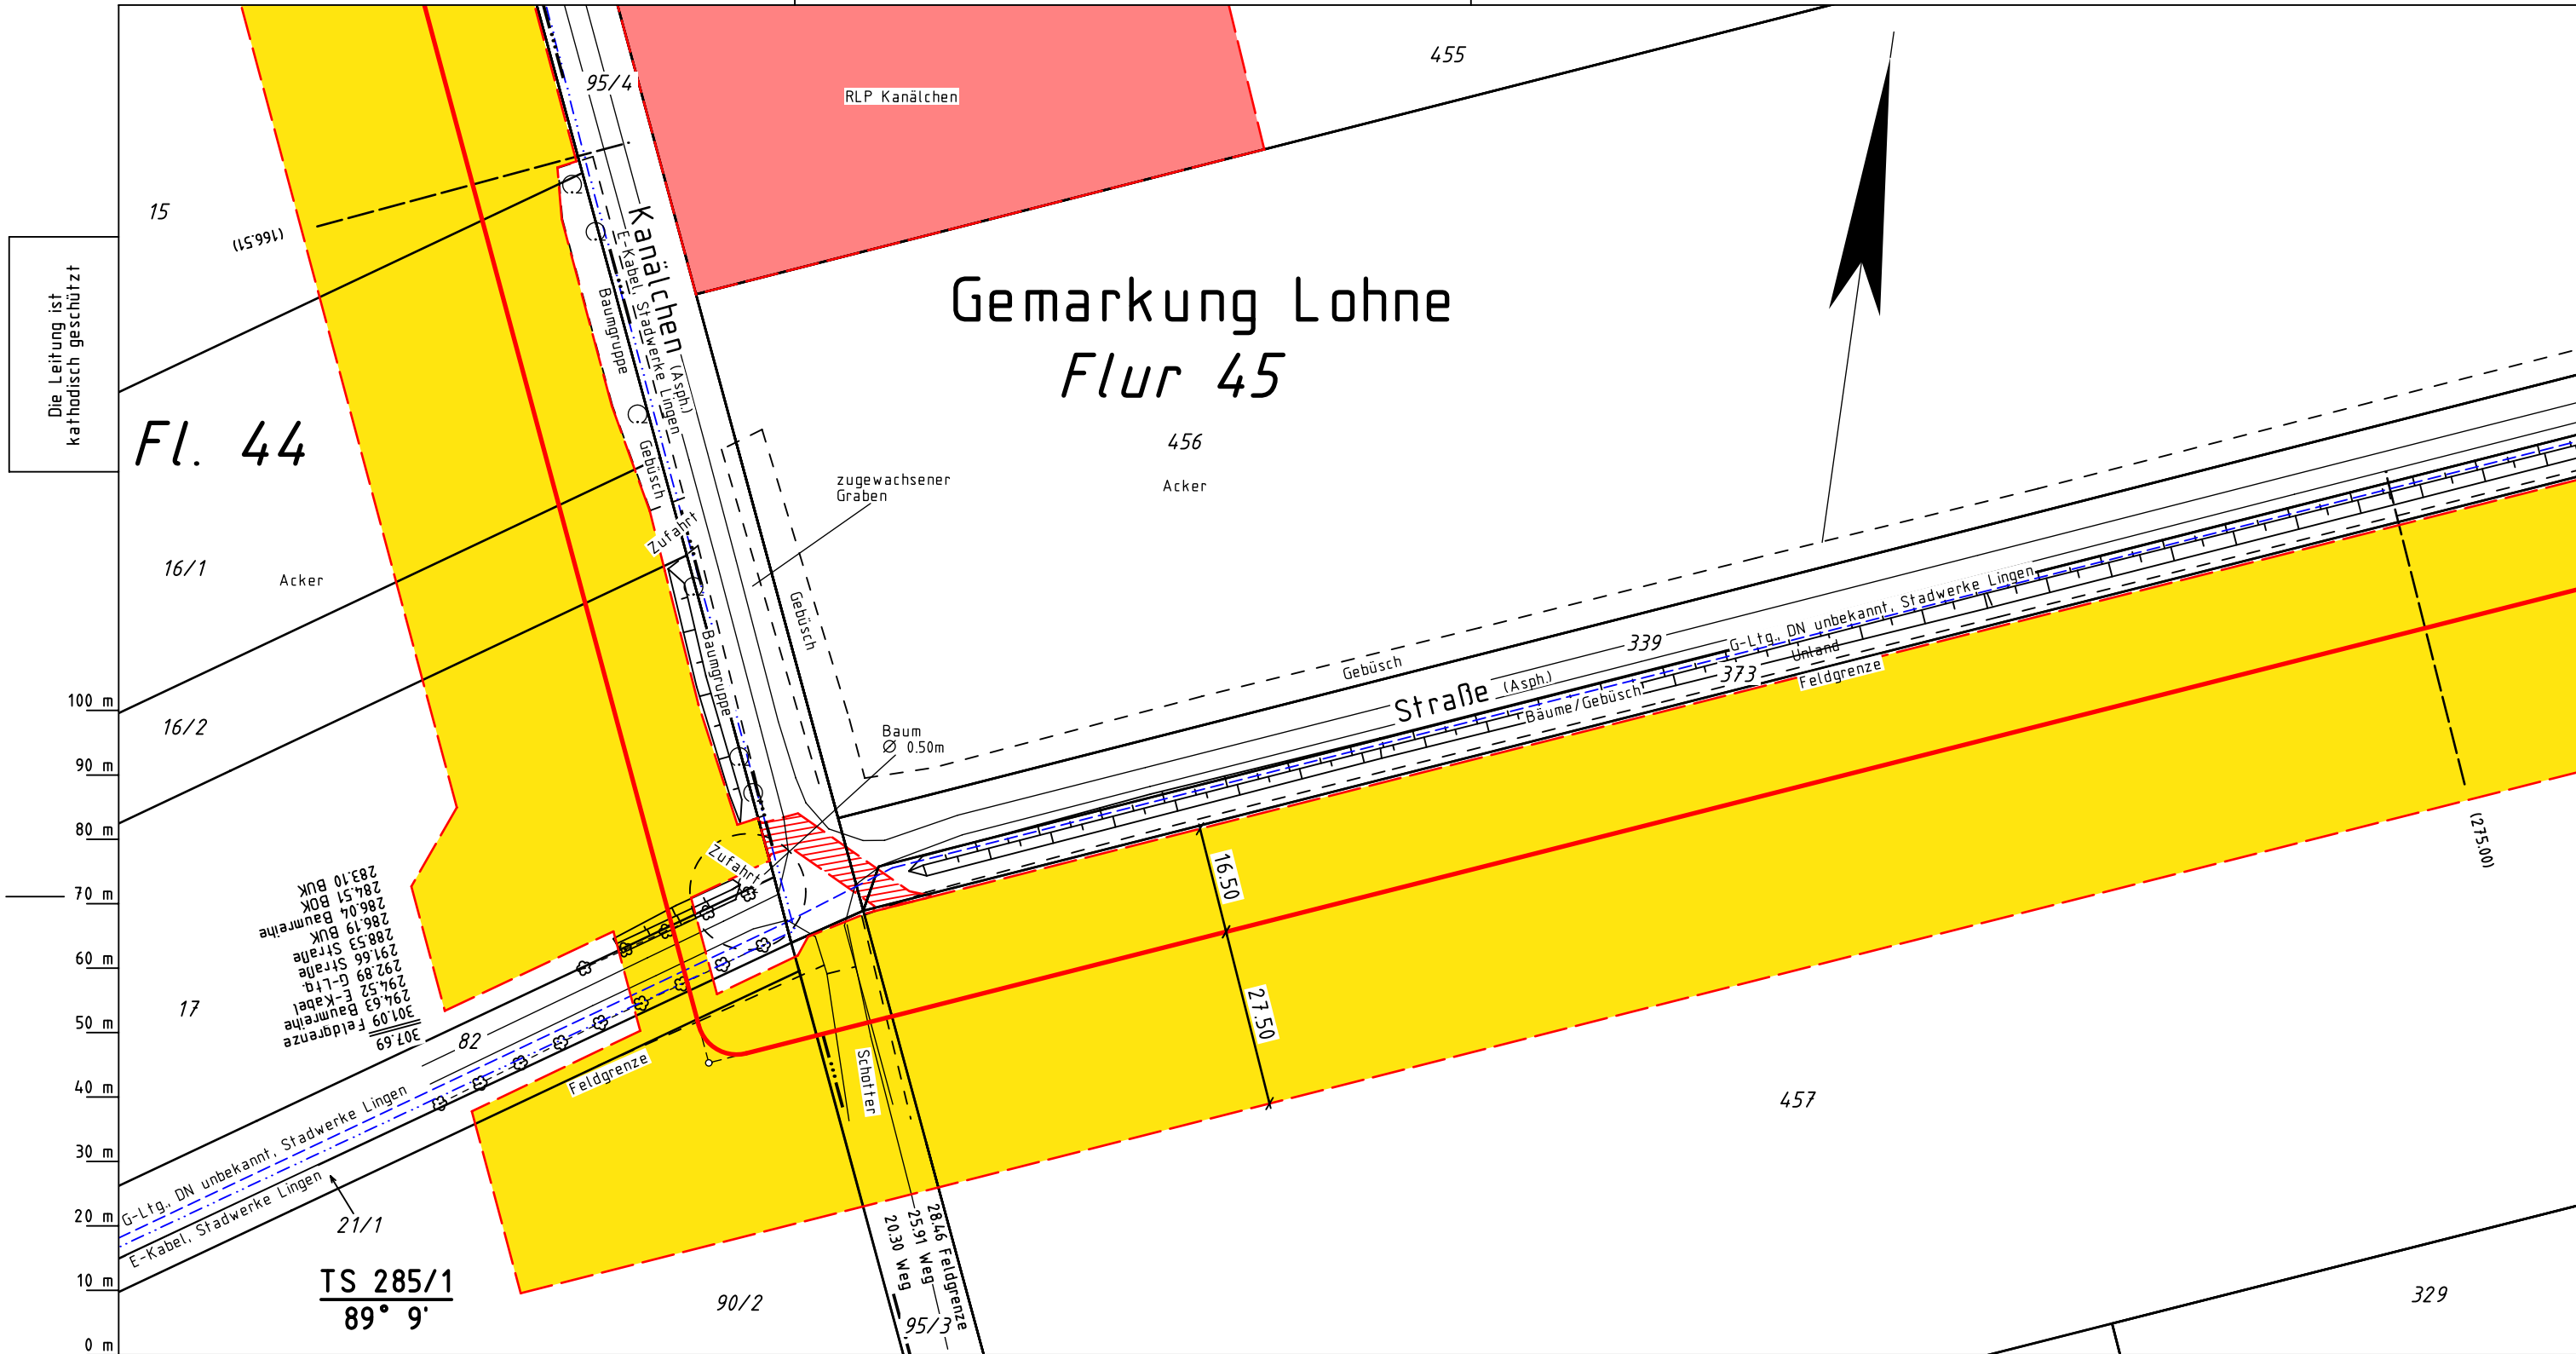 95/4
RLP Kanälchen
455
15
(166.51)
Die Leitung ist
kathodisch geschützt
Kanälchen (Asph.)
E-Kabel, Stadwerke Lingen
Baumgruppe
Gebüsch
Gemarkung Lohne
Flur 45
456
Acker
Fl. 44
zugewachsener
Graben
16/1
Acker
Zufahrt
Gebüsch
Baumgruppe
16/2
Baum
Ø 0.50m
Gebüsch
339
Straße (Asph.)
G-Ltg., DN unbekannt, Stadwerke Lingen
Unland
373
Feldgrenze
Bäume/Gebüsch
(275.00)
16.50
27.50
Zufahrt
100 m
90 m
80 m
70 m
60 m
50 m
40 m
30 m
20 m
10 m
0 m
17
307.69
301.09 Feldgrenze
294.63 Baumreihe
294.52 E-Kabel
292.89 G-Ltg.
291.66 Straße
288.53 Straße
286.19 BUK
286.04 Baumreihe
284.51 BOK
283.10 BUK
82
Feldgrenze
Schotter
457
G-Ltg., DN unbekannt, Stadwerke Lingen
E-Kabel, Stadwerke Lingen
21/1
TS 285/1
89° 9'
90/2
20.30 Weg
25.91 Weg
28.46 Feldgrenze
95/3
329